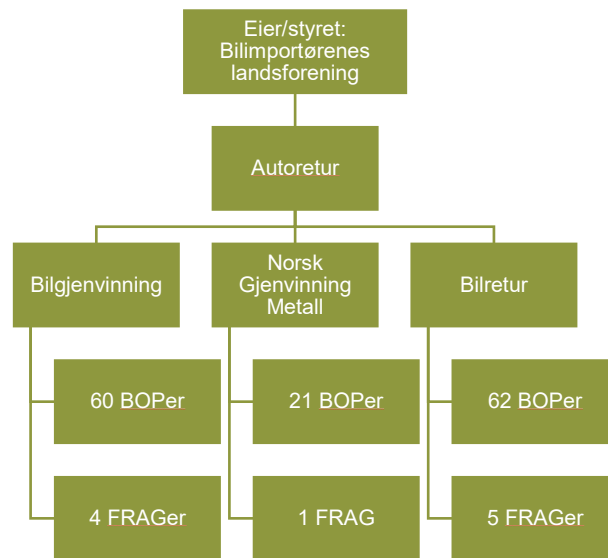 Eier/styret:
Bilimportørenes
landsforening
Autoretur
Bilgjenvinning
Norsk
Gjenvinning
Metall
Bilretur
60 BOPer
21 BOPer
62 BOPer
4 FRAGer
1 FRAG
5 FRAGer